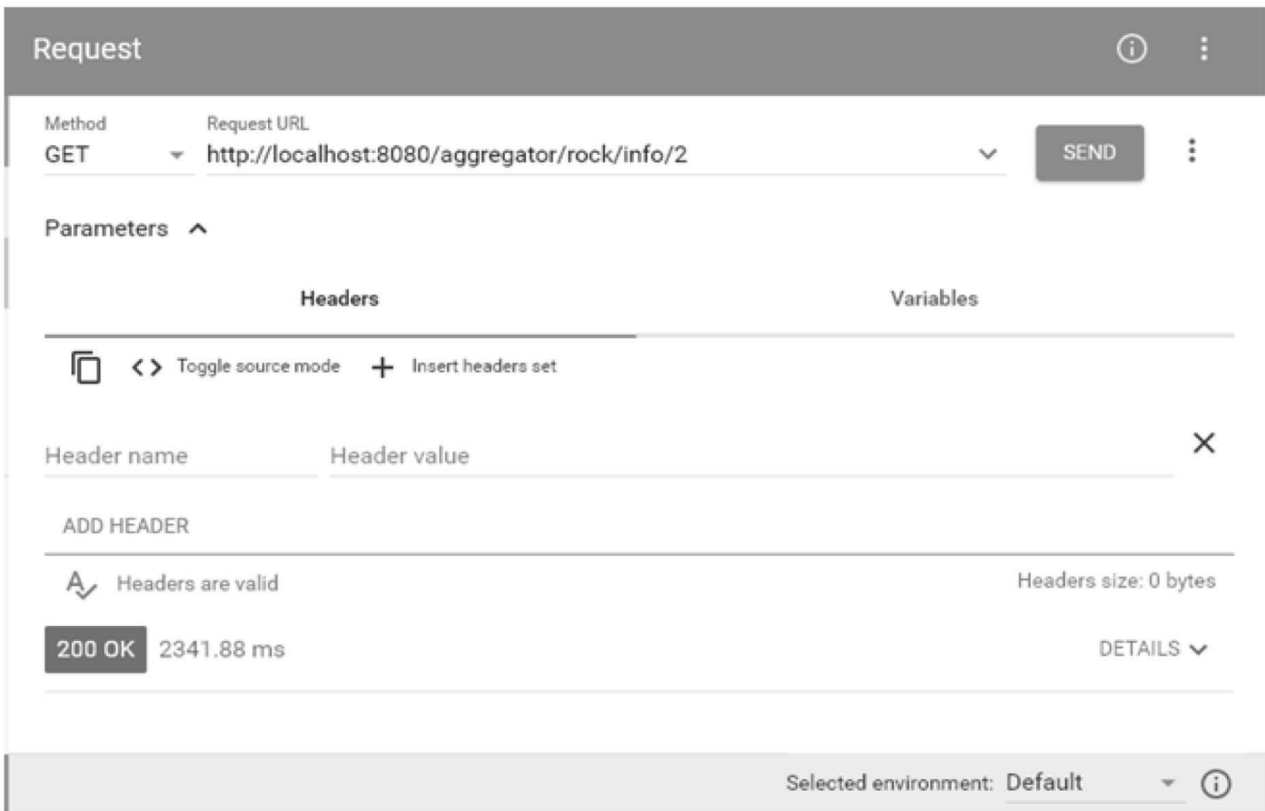 Request
Method Request URL
GET http://localhost:8080/aggregator/rock/info/2 SEND
Parameters
Headers Variables
<> Toggle source mode + Insert headers set
Header name Header value
ADD HEADER
Headers are valid Headers size: 0 bytes
200 OK 2341.88 ms DETAILS
Selected environment: Default